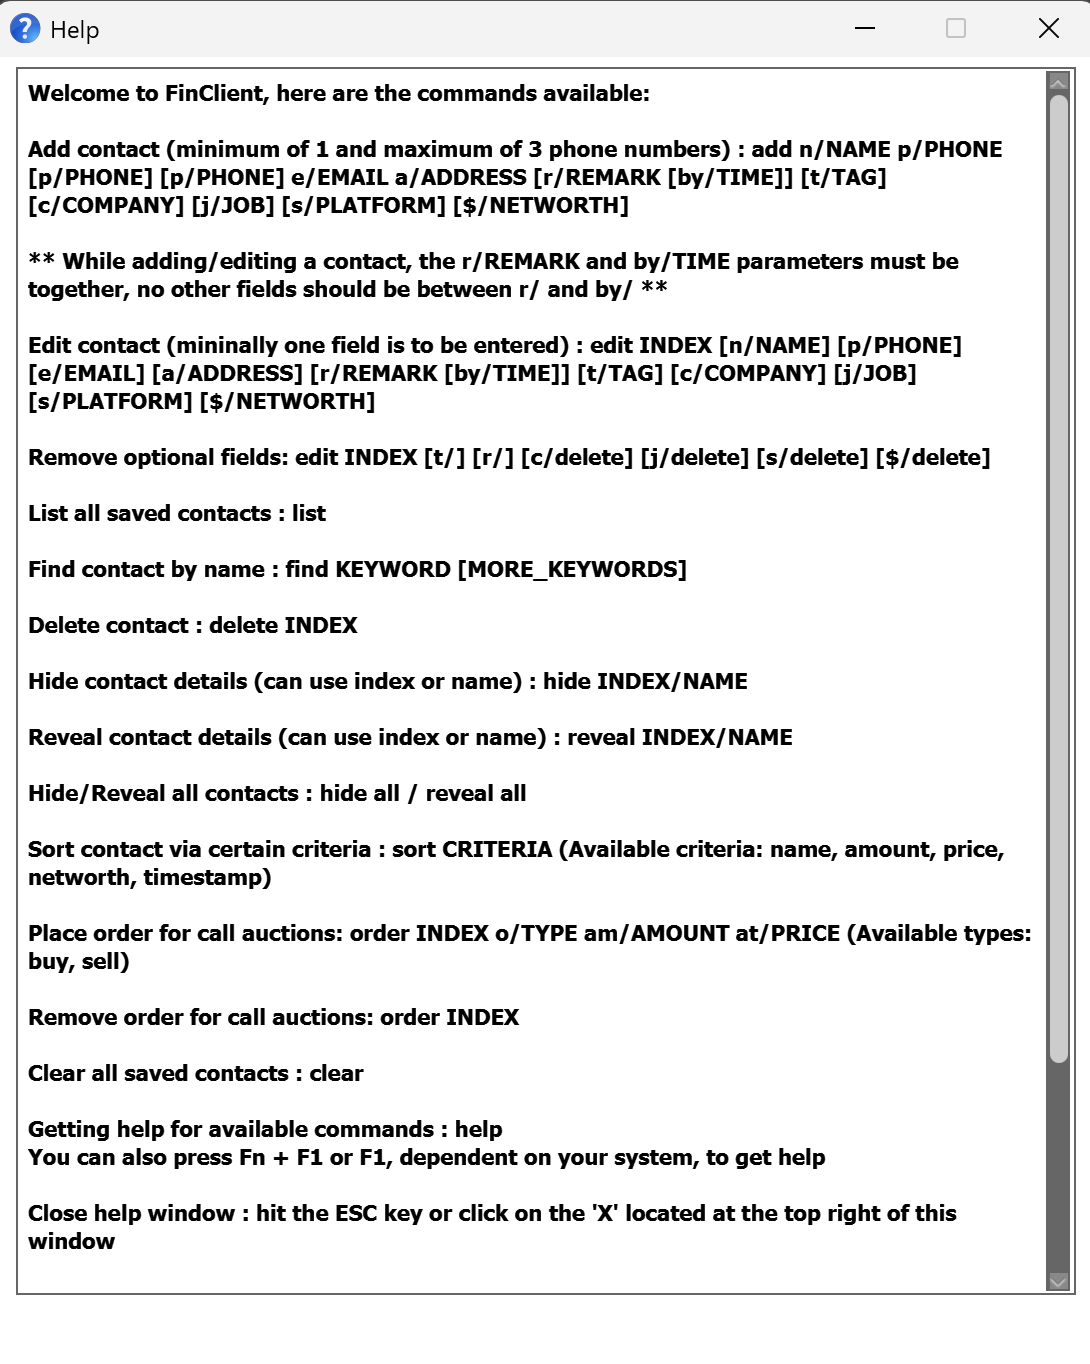 Help
Welcome to FinClient, here are the commands available:
Add contact (minimum of 1 and maximum of 3 phone numbers) : add n/NAME p/PHONE
[p/PHONE] [p/PHONE] e/EMAIL a/ADDRESS [r/REMARK [by/TIME]] [t/TAG]
[c/COMPANY] [j/JOB] [s/PLATFORM] [$/NETWORTH]
** While adding/editing a contact, the r/REMARK and by/TIME parameters must be
together, no other fields should be between r/ and by/ **
Edit contact (mininally one field is to be entered) : edit INDEX [n/NAME] [p/PHONE]
[e/EMAIL] [a/ADDRESS] [r/REMARK [by/TIME]] [t/TAG] [c/COMPANY] [j/JOB]
[s/PLATFORM] [$/NETWORTH]
Remove optional fields: edit INDEX [t/] [r/] [c/delete] [j/delete] [s/delete] [$/delete]
List all saved contacts : list
Find contact by name : find KEYWORD [MORE_KEYWORDS]
Delete contact : delete INDEX
Hide contact details (can use index or name) : hide INDEX/NAME
Reveal contact details (can use index or name) : reveal INDEX/NAME
Hide/Reveal all contacts : hide all / reveal all
Sort contact via certain criteria : sort CRITERIA (Available criteria: name, amount, price,
networth, timestamp)
Place order for call auctions: order INDEX o/TYPE am/AMOUNT at/PRICE (Available types:
buy, sell)
Remove order for call auctions: order INDEX
Clear all saved contacts : clear
Getting help for available commands : help
You can also press Fn + F1 or F1, dependent on your system, to get help
Close help window : hit the ESC key or click on the 'X' located at the top right of this
window